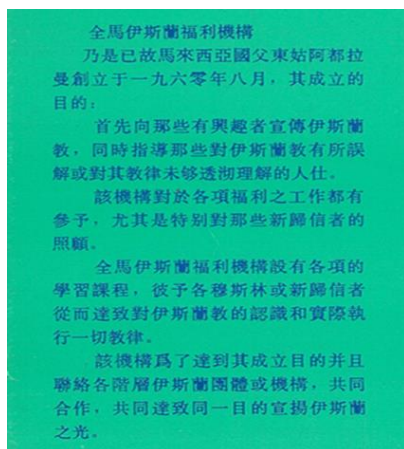 全馬伊斯蘭福利機構
乃是已故馬來西亞國父東姑阿都拉
曼創立于一九六零年八月，其成立的
目的：
首先向那些有興趣者宣傳伊斯蘭
教，同時指導那些對伊斯蘭教有所誤
解或對其教律未够透沏理解的人仕。
該機構對於各項福利之工作都有
參予，尤其是特别對那些新歸信者的
照顧。
全馬伊斯蘭福利機構設有各項的
學習課程，彼予各穆斯林或新歸信者
從而達致對伊斯蘭教的認識和實際執
行一切教律。
該機構爲了達到其成立目的并且
聯絡各階層伊斯蘭團體或機構，共同
合作，共同達致同一目的宣揚伊斯蘭
之光。